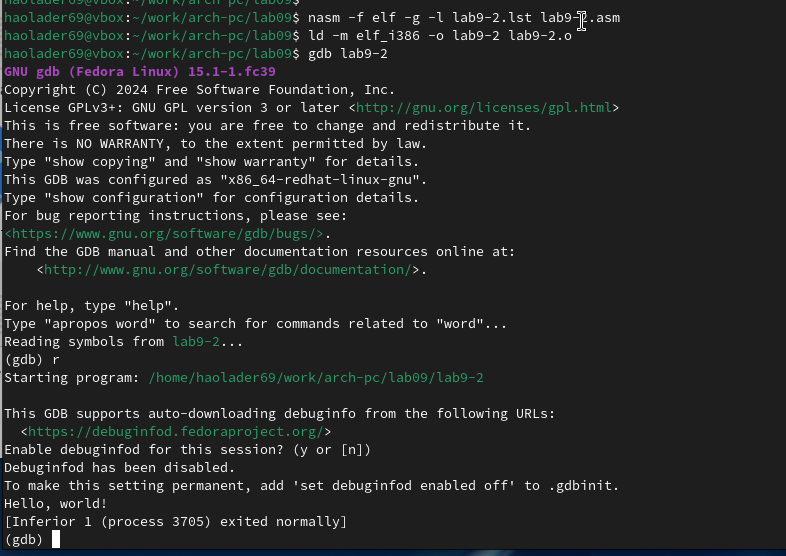 haolader69@vbox:~/work/arch-pc/lab09$
haolader69@vbox:~/work/arch-pc/lab09$ nasm -f elf -g -l lab9-2.lst lab9-2.asm
haolader69@vbox:~/work/arch-pc/lab09$ ld -m elf_i386 -o lab9-2 lab9-2.o
haolader69@vbox:~/work/arch-pc/lab09$ gdb lab9-2
GNU gdb (Fedora Linux) 15.1-1.fc39
Copyright (C) 2024 Free Software Foundation, Inc.
License GPLv3+: GNU GPL version 3 or later <http://gnu.org/licenses/gpl.html>
This is free software: you are free to change and redistribute it.
There is NO WARRANTY, to the extent permitted by law.
Type "show copying" and "show warranty" for details.
This GDB was configured as "x86_64-redhat-linux-gnu".
Type "show configuration" for configuration details.
For bug reporting instructions, please see:
<https://www.gnu.org/software/gdb/bugs/>.
Find the GDB manual and other documentation resources online at:
    <http://www.gnu.org/software/gdb/documentation/>.

For help, type "help".
Type "apropos word" to search for commands related to "word"...
Reading symbols from lab9-2...
(gdb) r
Starting program: /home/haolader69/work/arch-pc/lab09/lab9-2

This GDB supports auto-downloading debuginfo from the following URLs:
  <https://debuginfod.fedoraproject.org/>
Enable debuginfod for this session? (y or [n])
Debuginfod has been disabled.
To make this setting permanent, add 'set debuginfod enabled off' to .gdbinit.
Hello, world!
[Inferior 1 (process 3705) exited normally]
(gdb)